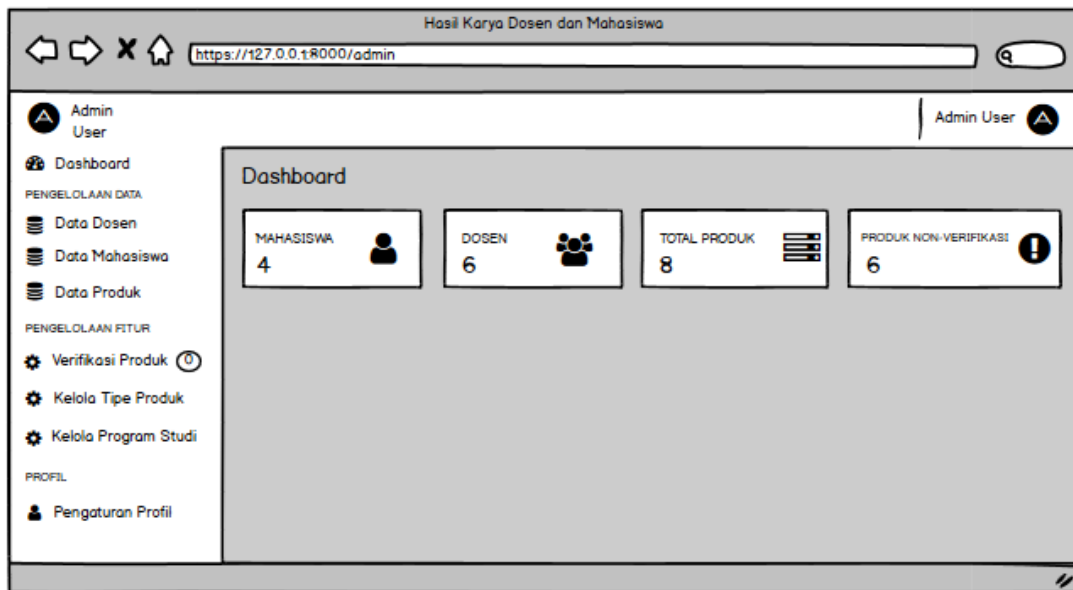 Hasil Karya Dosen dan Mahasiswa
https://127.0.0.1:8000/admin
Admin
User
Admin User
Dashboard
PENGELOLAAN DATA
Data Dosen
Data Mahasiswa
Data Produk
PENGELOLAAN FITUR
Verifikasi Produk 0
Kelola Tipe Produk
Kelola Program Studi
PROFIL
Pengaturan Profil
Dashboard
MAHASISWA
4
DOSEN
6
TOTAL PRODUK
8
PRODUK NON-VERIFIKASI
6